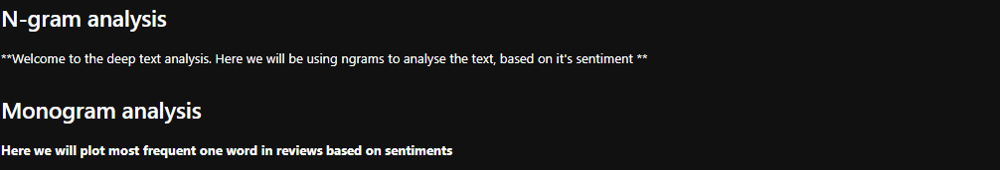 N-gram analysis
**Welcome to the deep text analysis. Here we will be using ngrams to analyse the text, based on it's sentiment **
Monogram analysis
Here we will plot most frequent one word in reviews based on sentiments